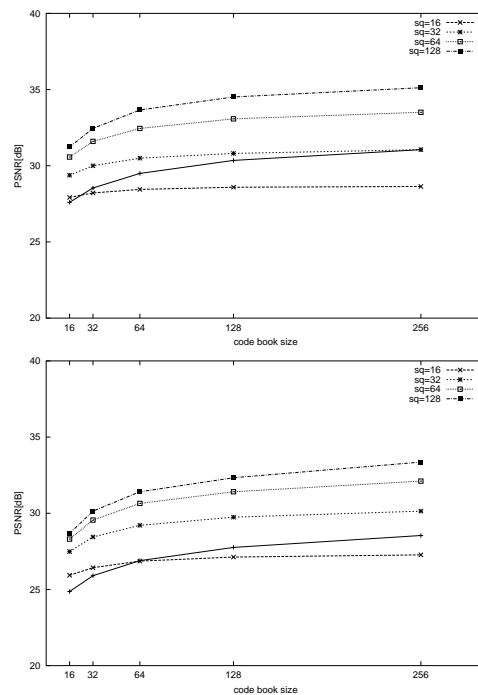 40
35
30
25
20
PSNR[dB]
16 32 64 128 256
code book size
sq=16
sq=32
sq=64
sq=128
40
35
30
25
20
PSNR[dB]
16 32 64 128 256
code book size
sq=16
sq=32
sq=64
sq=128